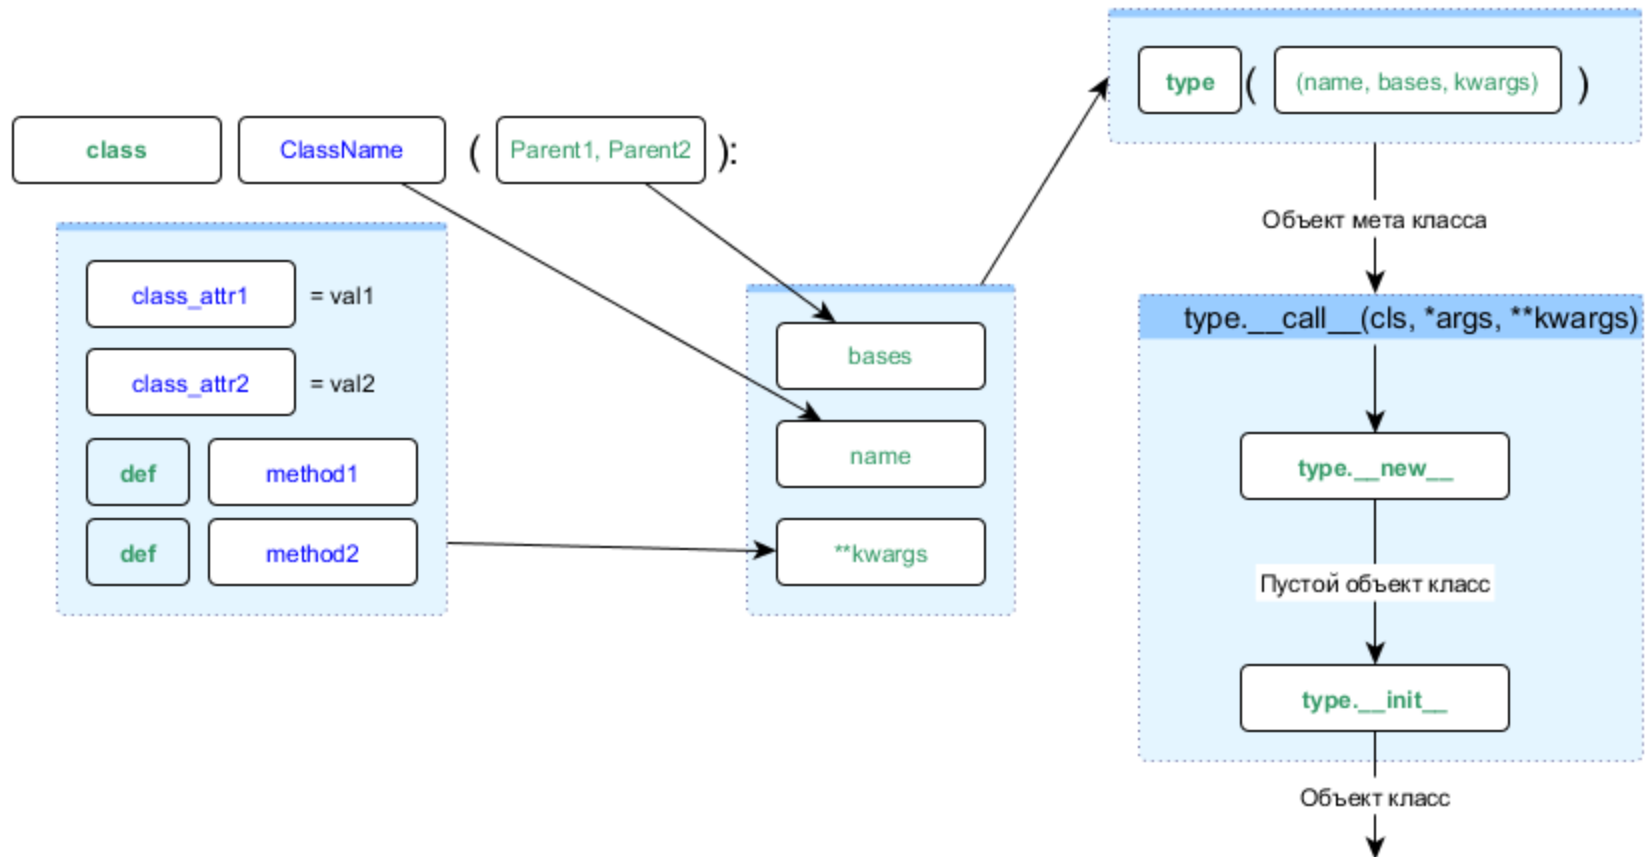 class ClassName ( Parent1, Parent2 ):
class_attr1 = val1
class_attr2 = val2
def method1
def method2
bases
name
**kwargs
type ( (name, bases, kwargs) )
Объект мета класса
type.__call__(cls, *args, **kwargs)
type.__new__
Пустой объект класс
type.__init__
Объект класс